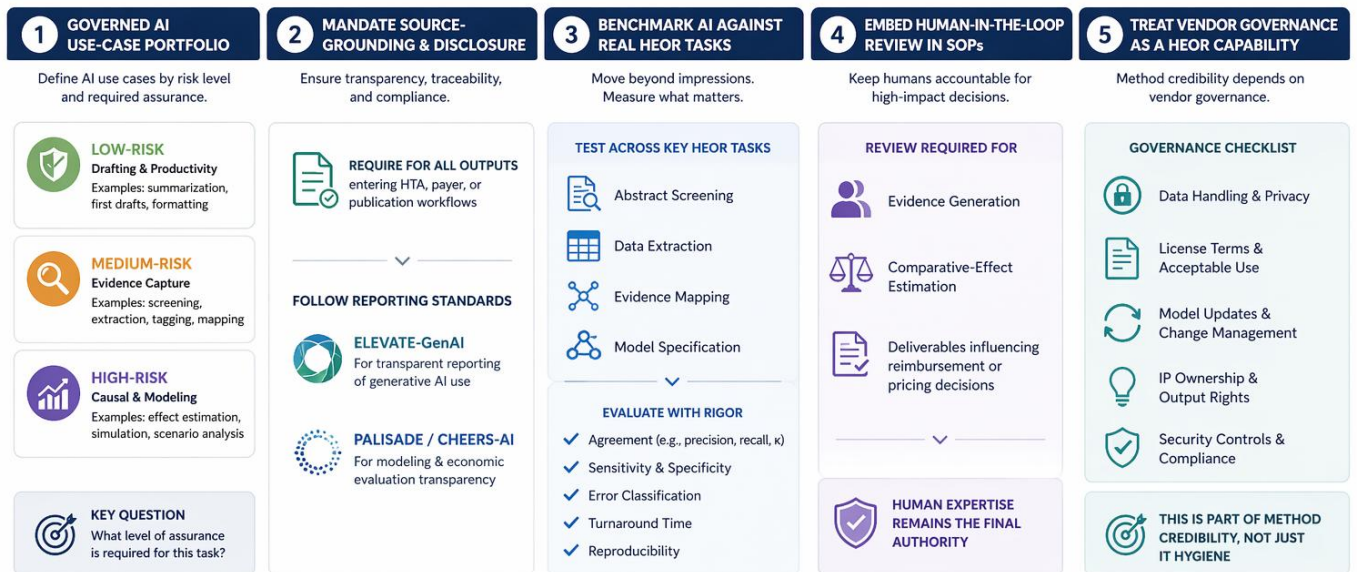 1
GOVERNED AI
USE-CASE PORTFOLIO
Define AI use cases by risk level
and required assurance.
LOW-RISK
Drafting & Productivity
Examples: summarization,
first drafts, formatting
MEDIUM-RISK
Evidence Capture
Examples: screening,
extraction, tagging, mapping
HIGH-RISK
Causal & Modeling
Examples: effect estimation,
simulation, scenario analysis
KEY QUESTION
What level of assurance
is required for this task?
2
MANDATE SOURCE-
GROUNDING & DISCLOSURE
Ensure transparency, traceability,
and compliance.
REQUIRE FOR ALL OUTPUTS
entering HTA, payer, or
publication workflows
FOLLOW REPORTING STANDARDS
ELEVATE-GenAI
For transparent reporting
of generative AI use
PALISADE / CHEERS-AI
For modeling & economic
evaluation transparency
3
BENCHMARK AI AGAINST
REAL HEOR TASKS
Move beyond impressions.
Measure what matters.
TEST ACROSS KEY HEOR TASKS
Abstract Screening
Data Extraction
Evidence Mapping
Model Specification
EVALUATE WITH RIGOR
Agreement (e.g., precision, recall, κ)
Sensitivity & Specificity
Error Classification
Turnaround Time
Reproducibility
4
EMBED HUMAN-IN-THE-LOOP
REVIEW IN SOPs
Keep humans accountable for
high-impact decisions.
REVIEW REQUIRED FOR
Evidence Generation
Comparative-Effect
Estimation
Deliverables influencing
reimbursement or
pricing decisions
HUMAN EXPERTISE
REMAINS THE FINAL
AUTHORITY
5
TREAT VENDOR GOVERNANCE
AS A HEOR CAPABILITY
Method credibility depends on
vendor governance.
GOVERNANCE CHECKLIST
Data Handling & Privacy
License Terms &
Acceptable Use
Model Updates &
Change Management
IP Ownership &
Output Rights
Security Controls &
Compliance
THIS IS PART OF METHOD
CREDIBILITY, NOT JUST
IT HYGIENE